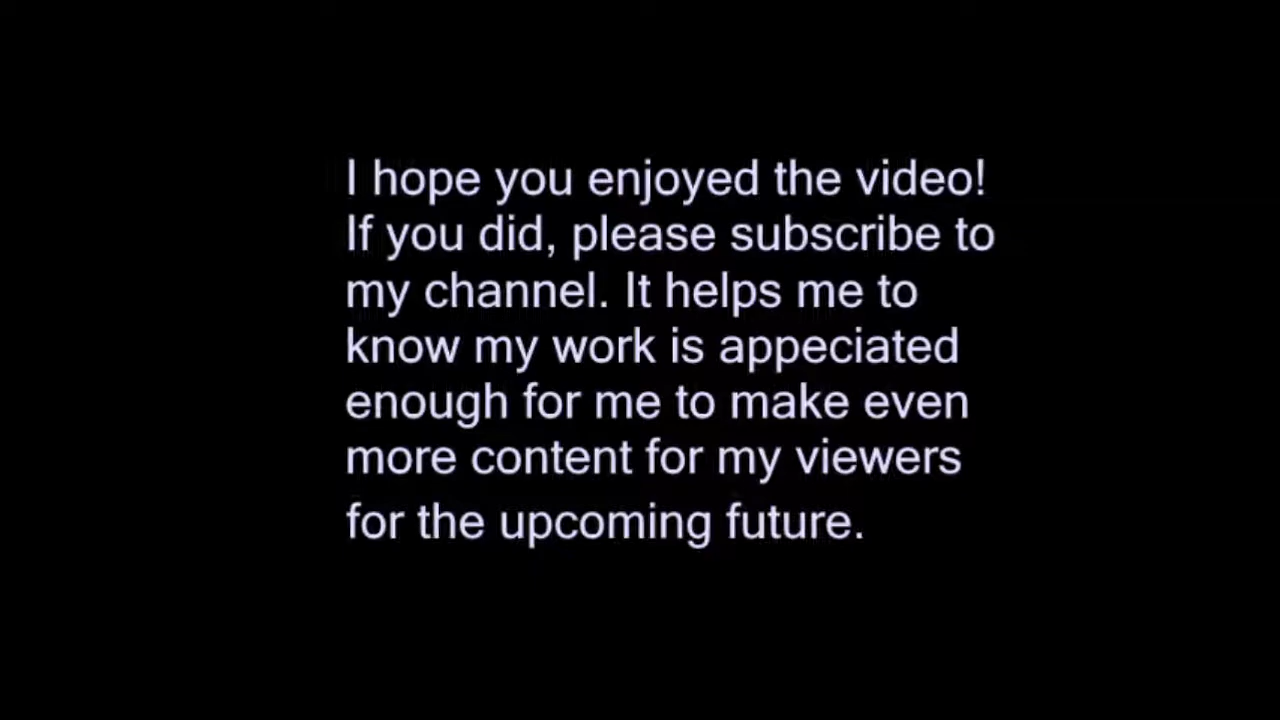 I hope you enjoyed the video!
If you did, please subscribe to
my channel. It helps me to
know my work is appeciated
enough for me to make even
more content for my viewers
for the upcoming future.